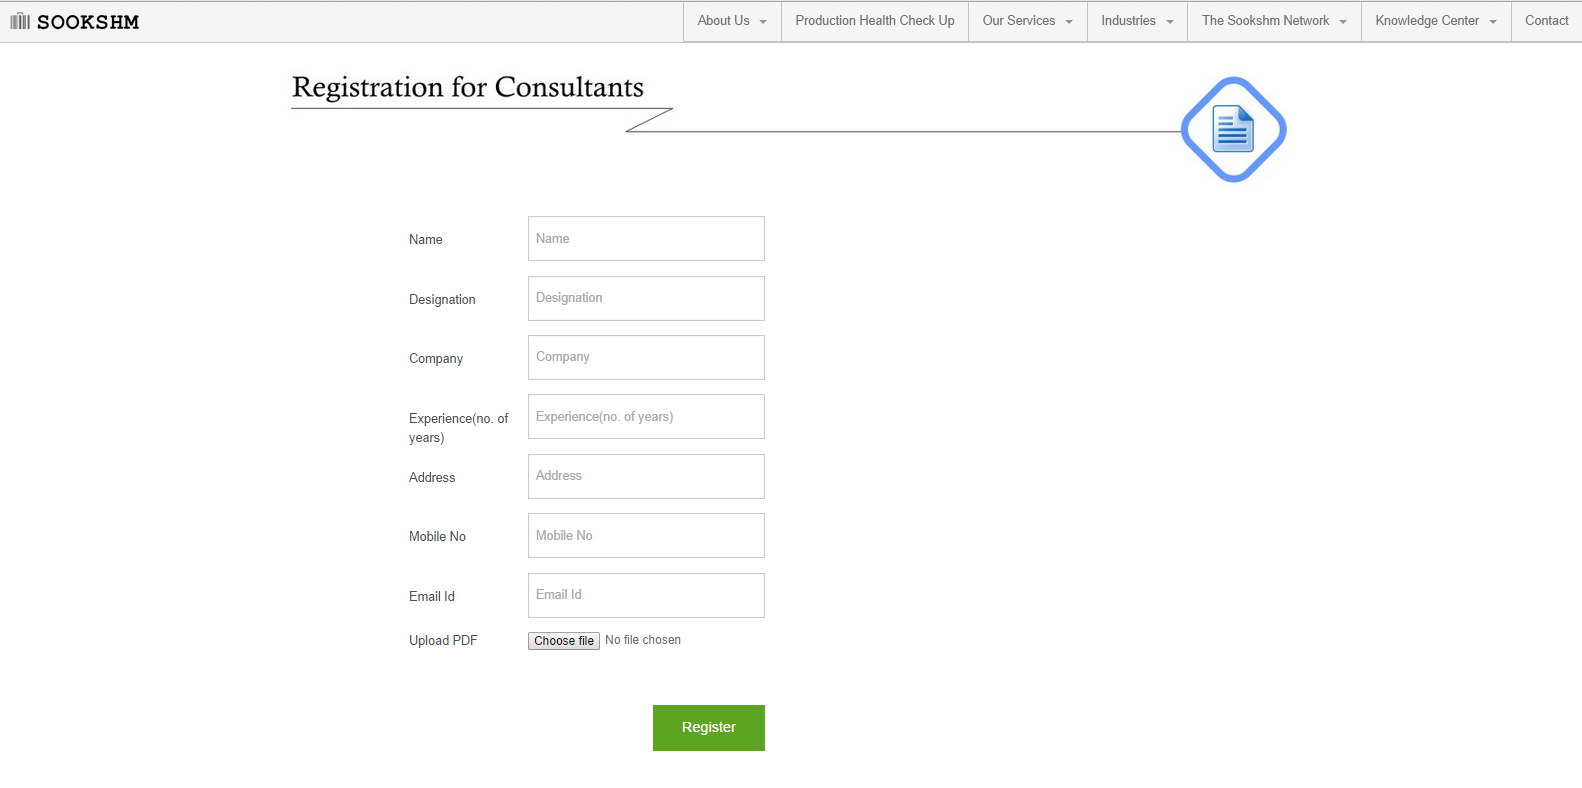 SOOKSHM
About Us
Production Health Check Up
Our Services
Industries
The Sookshm Network
Knowledge Center
Contact
Registration for Consultants
Name
Name
Designation
Designation
Company
Company
Experience(no. of
years)
Experience(no. of years)
Address
Address
Mobile No
Mobile No
Email Id
Email Id
Upload PDF
Choose file No file chosen
Register